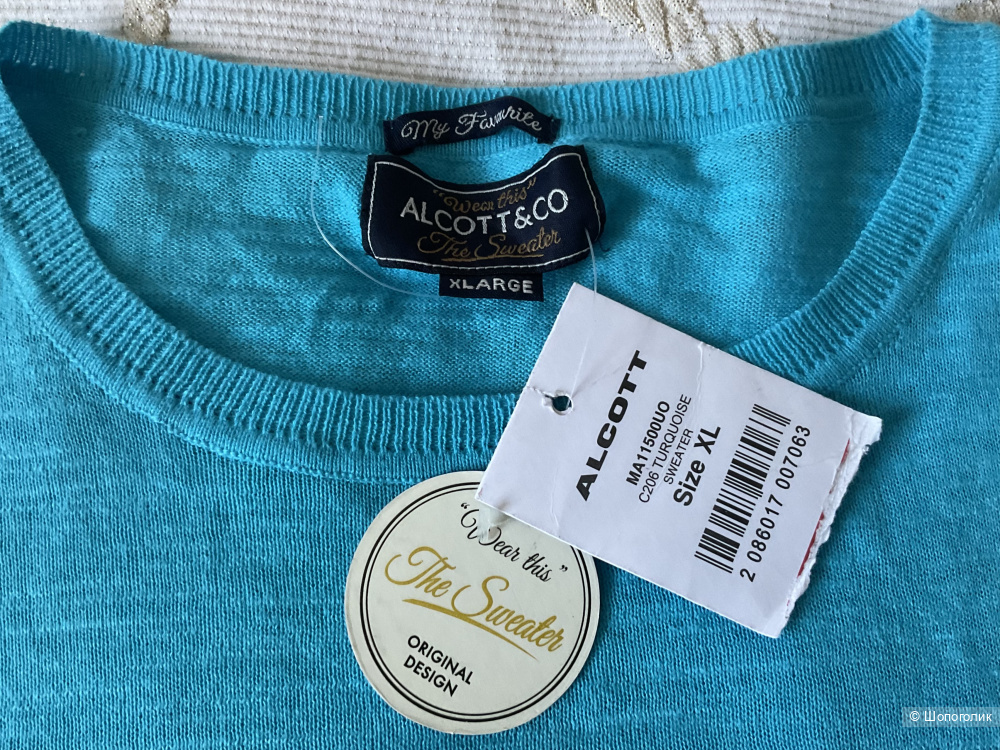 My Favourite
"Wear this"
ALCOTT&CO
The Sweater
XLARGE
ALCOTT
MA11500UO
C206 TURQUOISE
SWEATER
Size XL
2 086017 007063
"Wear this"
The Sweater
ORIGINAL
DESIGN
© Шопоголик